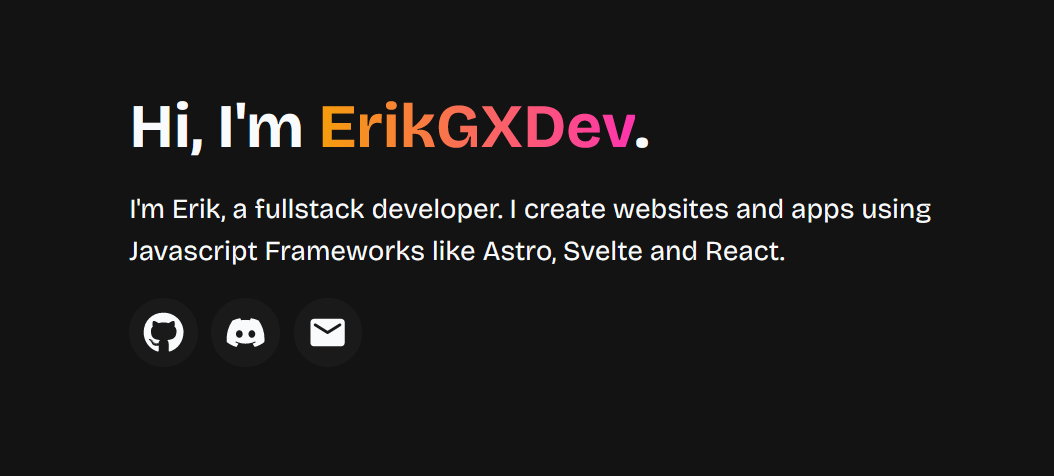 Hi, I'm ErikGXDev.
I'm Erik, a fullstack developer. I create websites and apps using
Javascript Frameworks like Astro, Svelte and React.